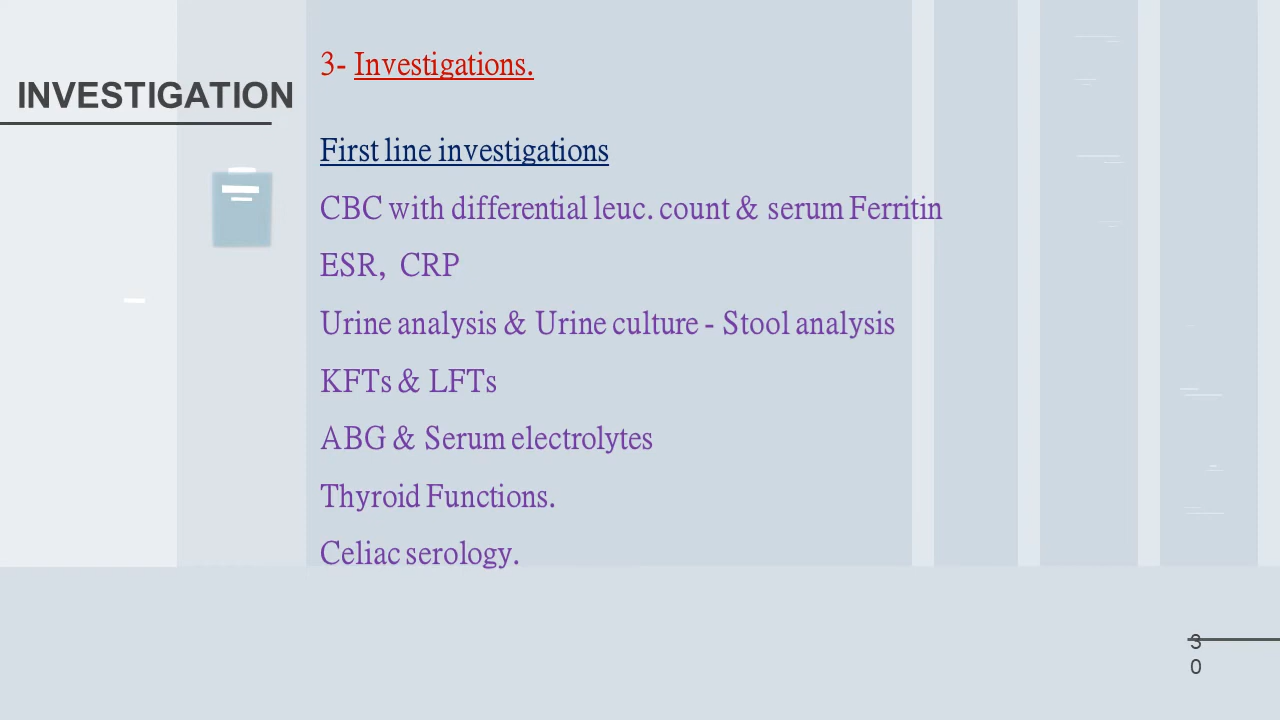 INVESTIGATION
3- Investigations.
First line investigations
CBC with differential leuc. count & serum Ferritin
ESR, CRP
Urine analysis & Urine culture - Stool analysis
KFTs & LFTs
ABG & Serum electrolytes
Thyroid Functions.
Celiac serology.
3
0